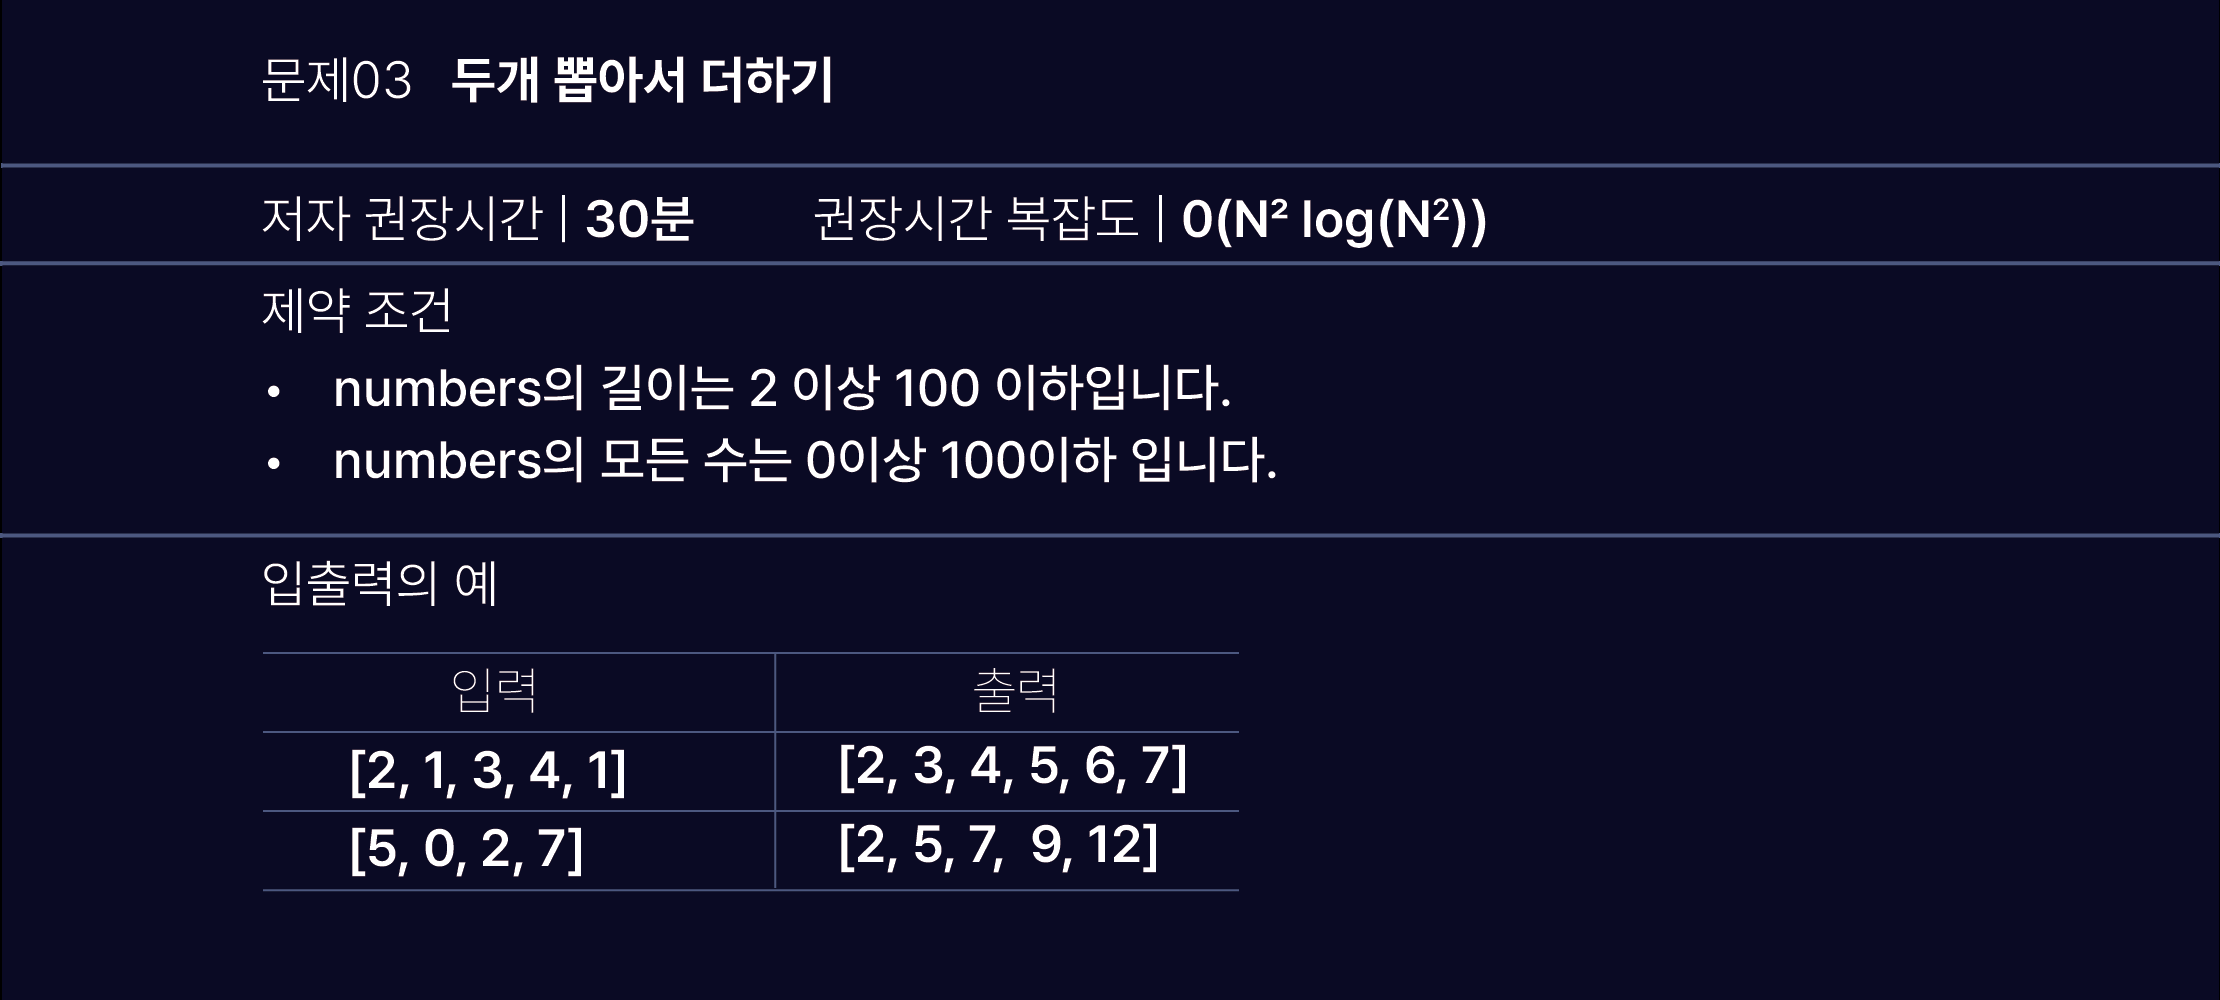 문제03 두개 뽑아서 더하기
저자 권장시간 | 30분 권장시간 복잡도 | 0(N² log(N²))
제약 조건
• numbers의 길이는 2 이상 100 이하입니다.
• numbers의 모든 수는 0이상 100이하 입니다.
입출력의 예
입력 출력
[2, 1, 3, 4, 1] [2, 3, 4, 5, 6, 7]
[5, 0, 2, 7] [2, 5, 7, 9, 12]